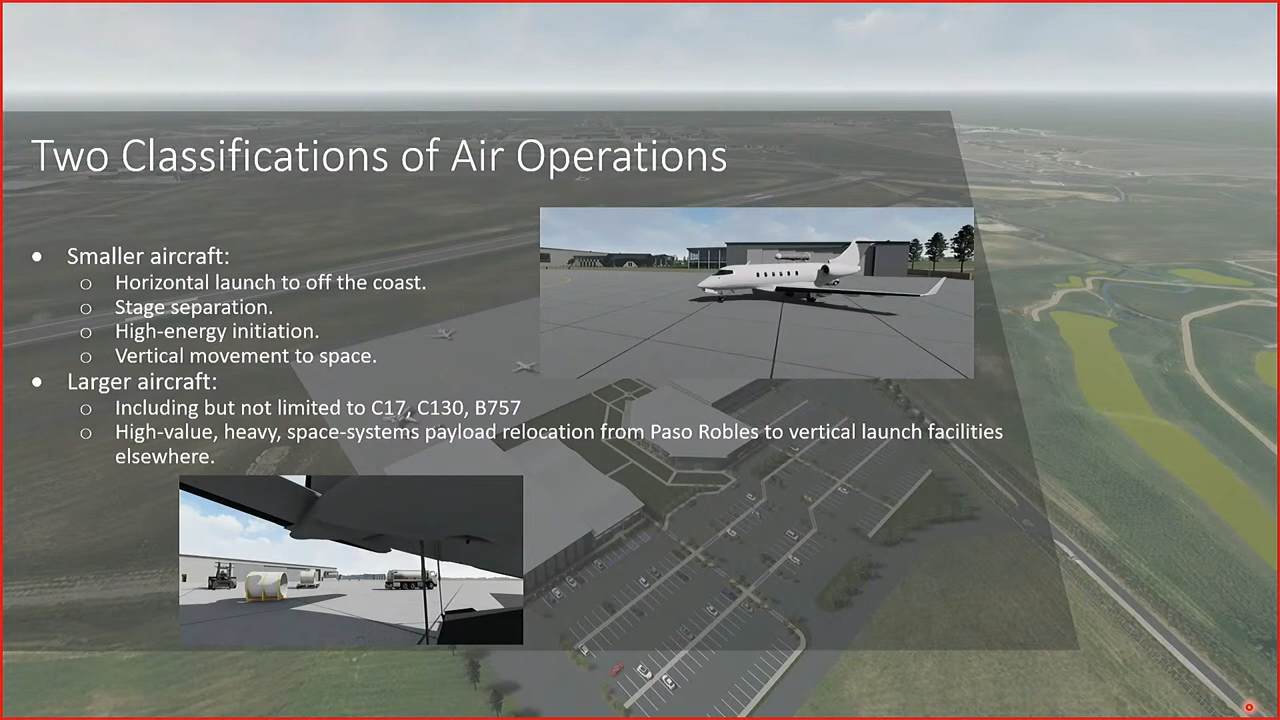 Two Classifications of Air Operations
• Smaller aircraft:
o Horizontal launch to off the coast.
o Stage separation.
o High-energy initiation.
o Vertical movement to space.
• Larger aircraft:
o Including but not limited to C17, C130, B757
o High-value, heavy, space-systems payload relocation from Paso Robles to vertical launch facilities
elsewhere.